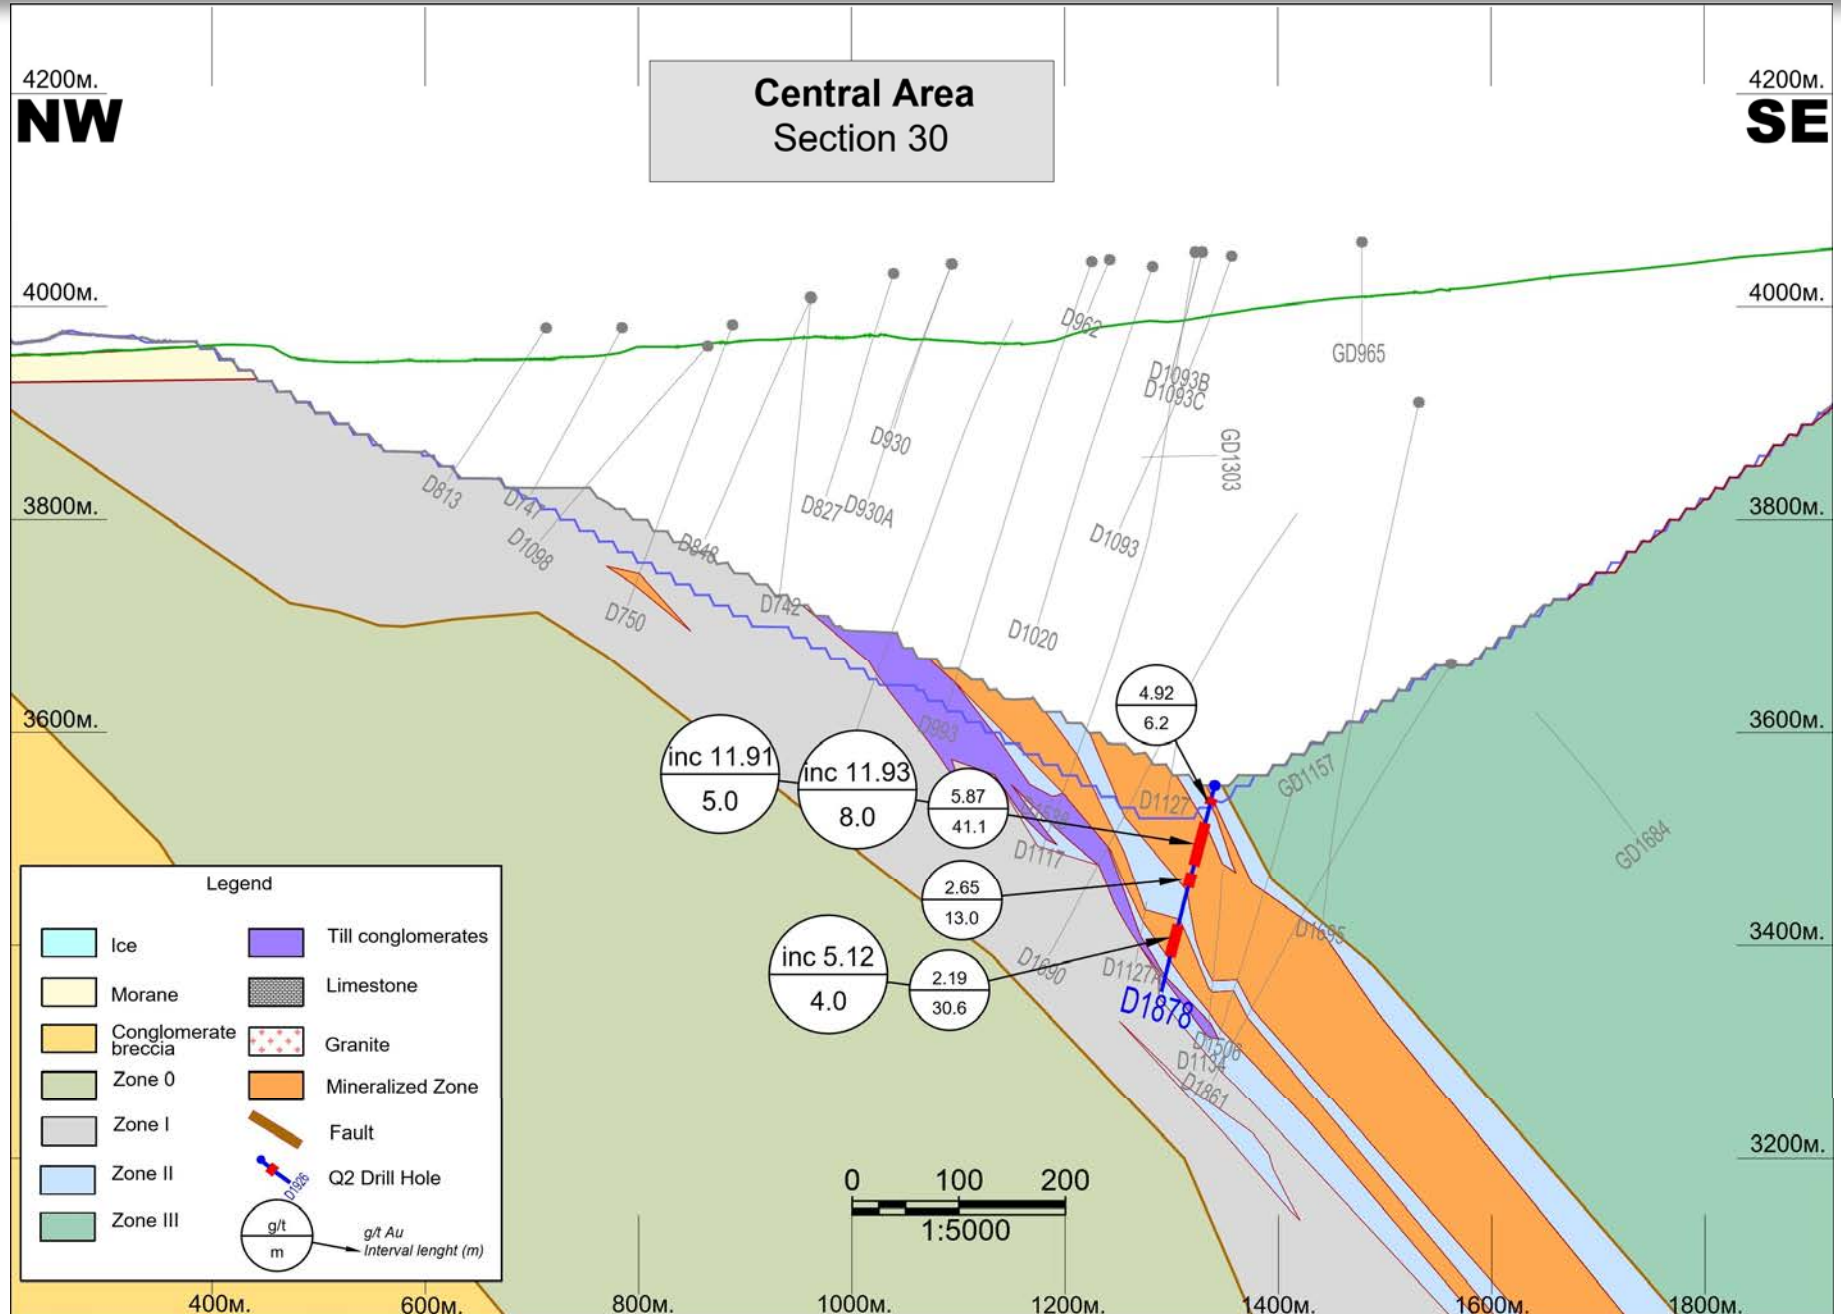 4200м.
4200м.
NW
SE
Central Area
Section 30
4000м.
4000м.
D962
GD965
D1093B
D1093C
D930
GD1303
D813
D747
D827
D930A
3800м.
3800м.
D1098
D848
D1093
D750
D742
D1020
3600м.
3600м.
D993
4.92
6.2
inc 11.91
5.0
inc 11.93
8.0
5.87
41.1
D1127
GD1157
D1117
GD1684
2.65
13.0
D1695
3400м.
3400м.
inc 5.12
4.0
2.19
30.6
D1690
D1127A
D1878
D1506
D1134
D1861
3200м.
Legend
Ice
Morane
Conglomerate
breccia
Zone 0
Zone I
Zone II
Zone III
Till conglomerates
Limestone
Granite
Mineralized Zone
Fault
Q2 Drill Hole
D1926
g/t
m
g/t Au
Interval lenght (m)
0 100 200
1:5000
400м. 600м. 800м. 1000м. 1200м. 1400м. 1600м. 1800м.